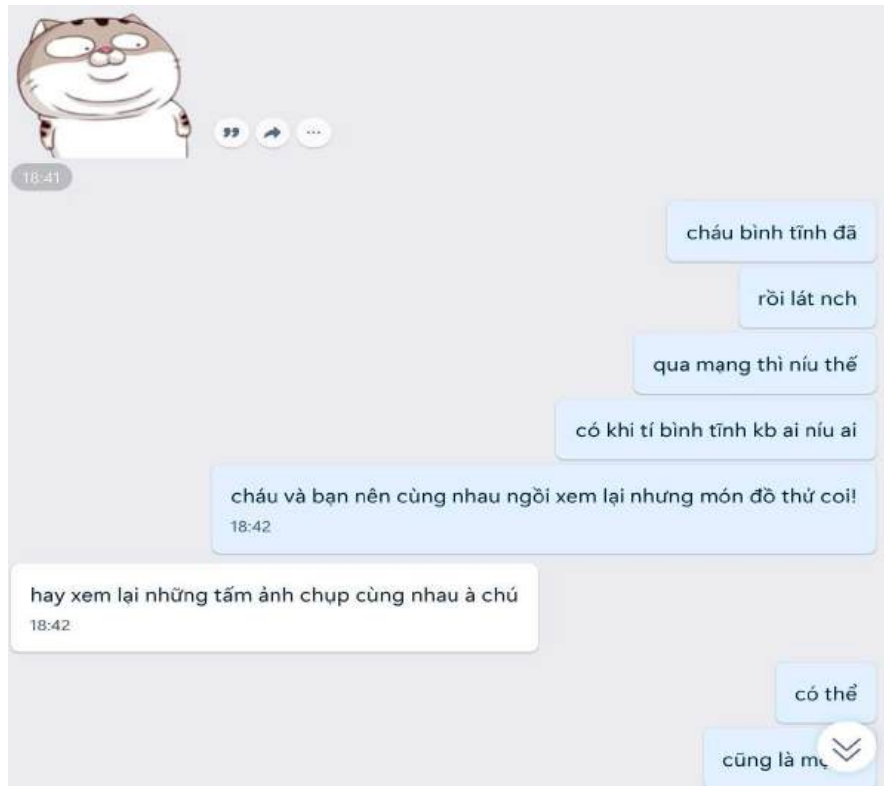 18:41
cháu bình tĩnh đã
rồi lát nch
qua mạng thì níu thế
có khi tí bình tĩnh kb ai níu ai
cháu và bạn nên cùng nhau ngồi xem lại nhưng món đồ thử coi!
18:42
hay xem lại những tấm ảnh chụp cùng nhau à chú
18:42
có thể
cũng là